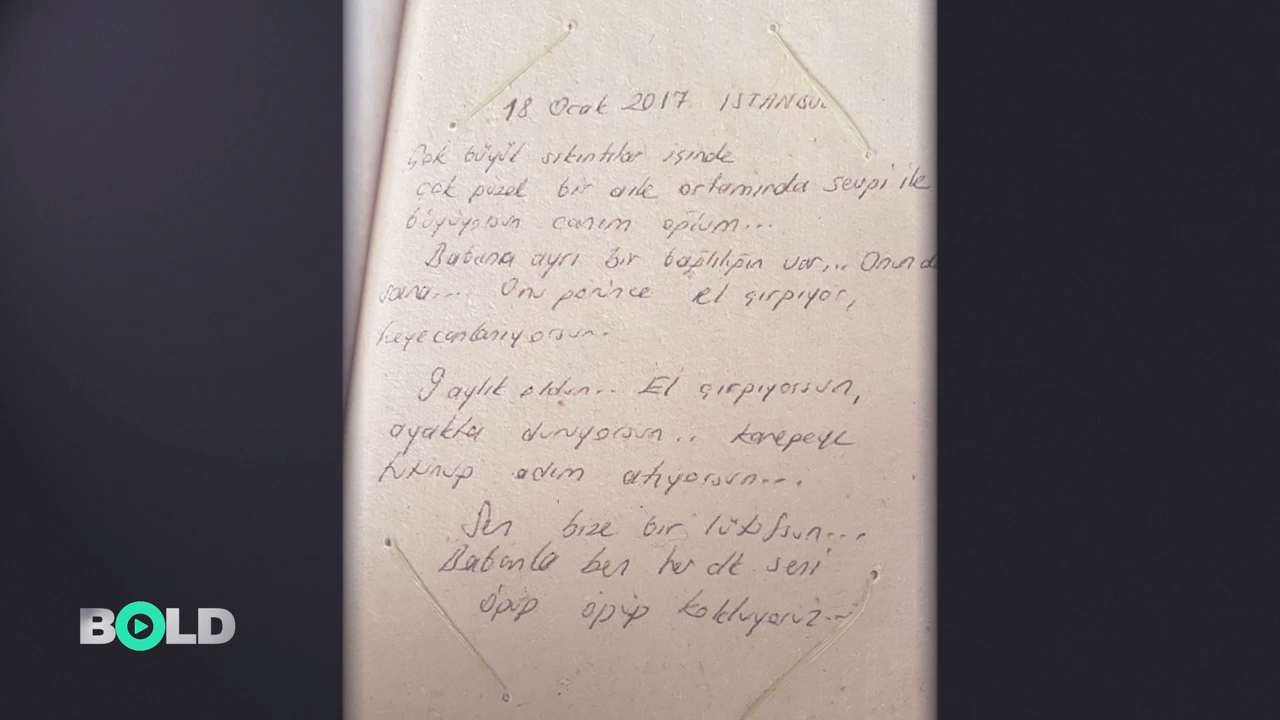 18 Ocak 2017 İSTANBUL
Çok büyük sıkıntılar içinde
çok güzel bir aile ortamında sevgi ile
büyüyorsun canım oğlum...
Babana ayrı bir bağlılığın var... Onun da
sana... Onu görünce el çırpıyor,
heyecanlanıyorsun.
9 aylık oldun... El çırpıyorsun,
ayakta duruyorsun.. kanepeye
tutunup adım atıyorsun...
Sen bize bir lütufsun...
Babanla ben her dk seni
öpüp öpüp kokluyoruz...
BOLD